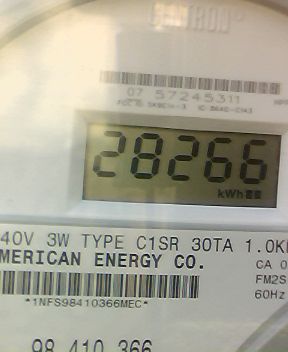 CENTRON
07 57245311
28266
kWh
40V 3W TYPE C1SR 30TA 1.0K
MERICAN ENERGY CO.
CA 0
FM2S
60Hz
*1NFS98410366MEC*
98 410 366